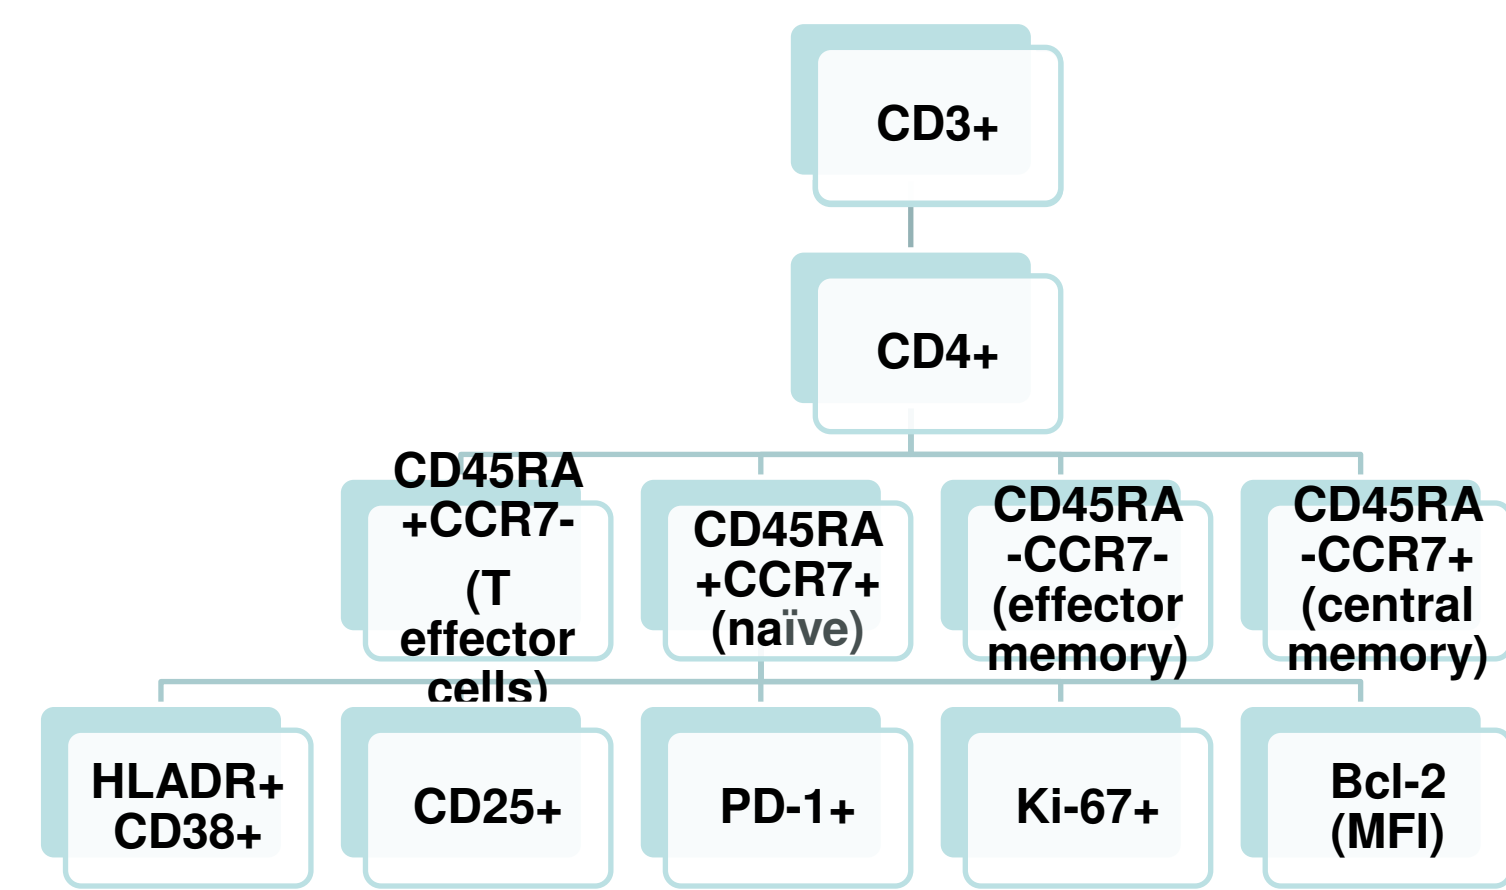 CD3+
CD4+
CD45RA
+CCR7-
(T
effector
cells)
CD45RA
+CCR7+
(naïve)
CD45RA
-CCR7-
(effector
memory)
CD45RA
-CCR7+
(central
memory)
HLADR+
CD38+
CD25+
PD-1+
Ki-67+
Bcl-2
(MFI)